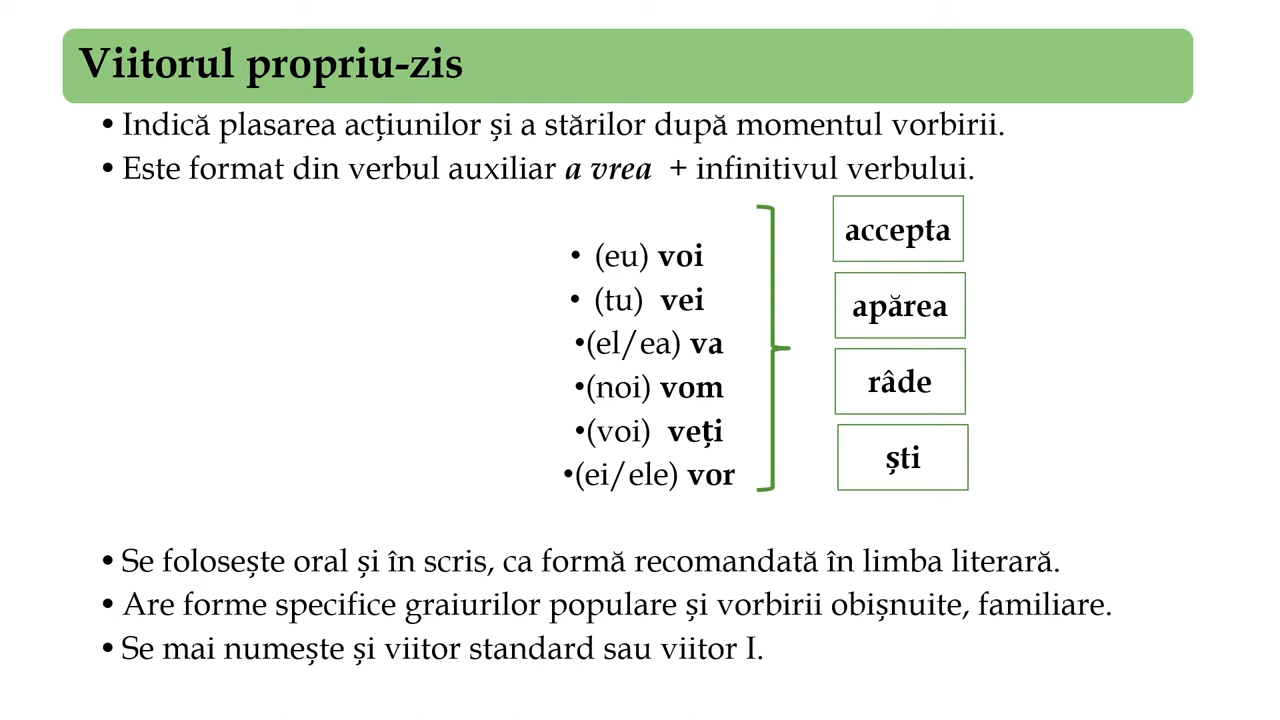 Viitorul propriu-zis
• Indică plasarea acțiunilor și a stărilor după momentul vorbirii.
• Este format din verbul auxiliar a vrea + infinitivul verbului.
• (eu) voi
• (tu) vei
•(el/ea) va
•(noi) vom
•(voi) veți
•(ei/ele) vor
accepta
apărea
râde
ști
• Se folosește oral și în scris, ca formă recomandată în limba literară.
• Are forme specifice graiurilor populare și vorbirii obișnuite, familiare.
• Se mai numește și viitor standard sau viitor I.